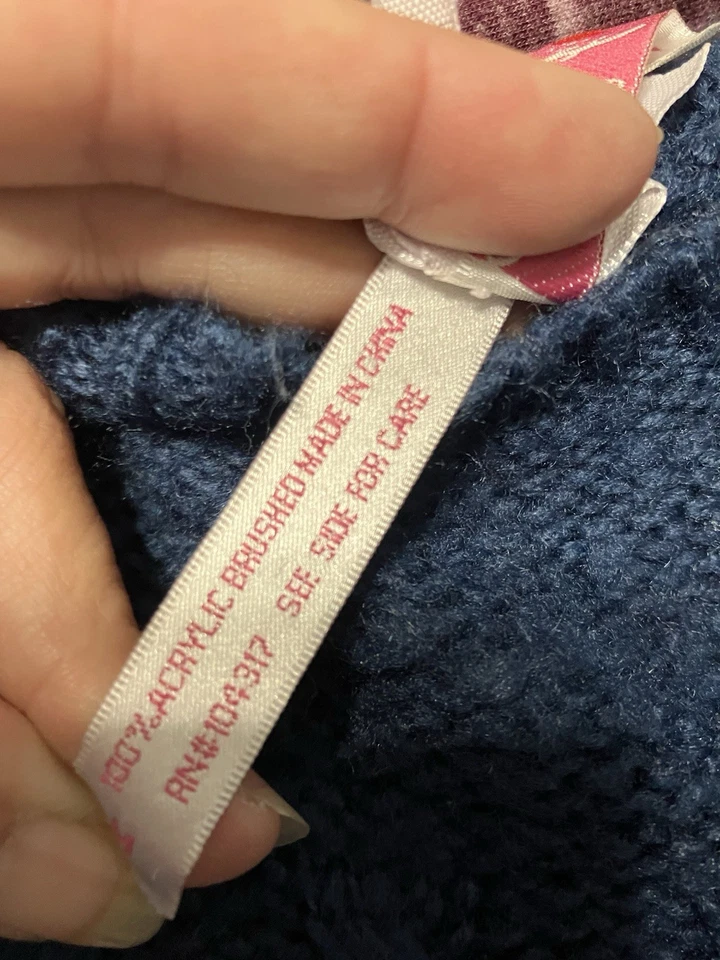 100% ACRYLIC BRUSHED MADE IN CHINA
RN#104317 SEE SIDE FOR CARE